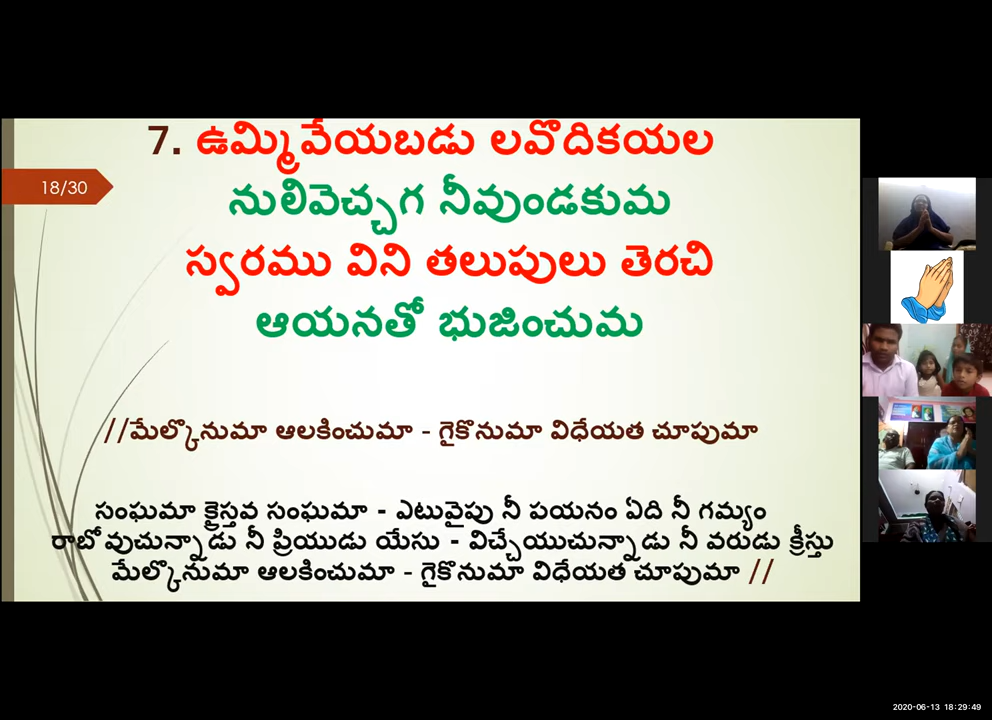 7. ఉమ్మివేయబడు లవొదికయల
18/30
నులివెచ్చగ నీవుండకుమ
స్వరము విని తలుపులు తెరచి
ఆయనతో భుజించుమ
//మేల్కొనుమా ఆలకించుమా - గైకొనుమా విధేయత చూపుమా
సంఘమా క్రైస్తవ సంఘమా - ఎటువైపు నీ పయనం ఏది నీ గమ్యం
రాబోవుచున్నాడు నీ ప్రియుడు యేసు - విచ్చేయుచున్నాడు నీ వరుడు క్రీస్తు
మేల్కొనుమా ఆలకించుమా - గైకొనుమా విధేయత చూపుమా //
2020-06-13 18:29:49